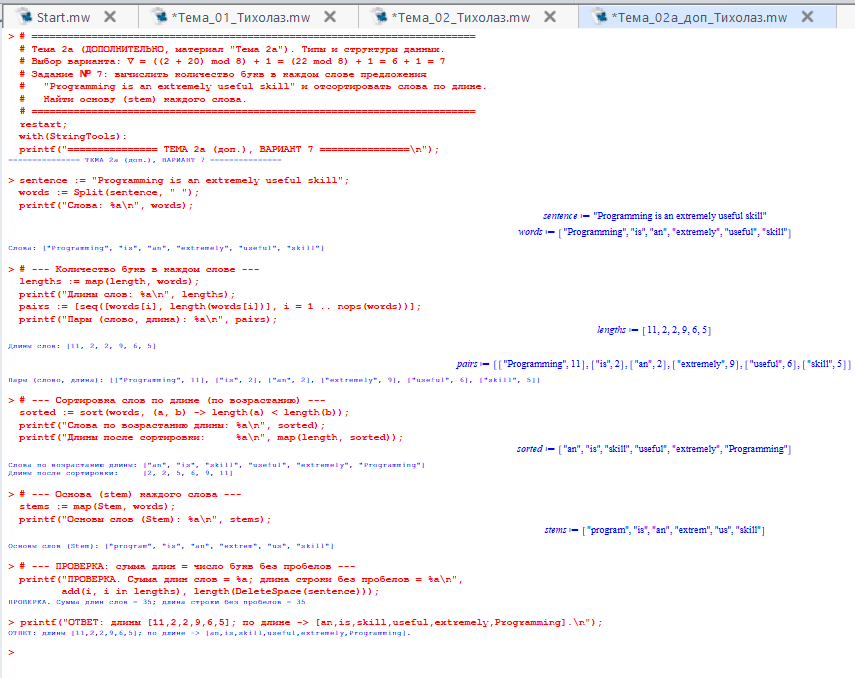 Start.mw
*Тема_01_Тихолаз.mw
*Тема_02_Тихолаз.mw
*Тема_02a_доп_Тихолаз.mw
> # ==========================================================================
# Тема 2а (ДОПОЛНИТЕЛЬНО, материал "Тема 2а"). Типы и структуры данных.
# Выбор варианта: V = ((2 + 20) mod 8) + 1 = (22 mod 8) + 1 = 6 + 1 = 7
# Задание № 7: вычислить количество букв в каждом слове предложения
#   "Programming is an extremely useful skill" и отсортировать слова по длине.
#   Найти основу (stem) каждого слова.
# ==========================================================================
restart;
with(StringTools):
printf("=============== ТЕМА 2а (доп.), ВАРИАНТ 7 ===============\n");
=============== ТЕМА 2а (доп.), ВАРИАНТ 7 ===============
> sentence := "Programming is an extremely useful skill";
words := Split(sentence, " ");
printf("Слова: %a\n", words);
sentence := "Programming is an extremely useful skill"
words := ["Programming", "is", "an", "extremely", "useful", "skill"]
Слова: ["Programming", "is", "an", "extremely", "useful", "skill"]
> # --- Количество букв в каждом слове ---
lengths := map(length, words);
printf("Длины слов: %a\n", lengths);
pairs := [seq([words[i], length(words[i])], i = 1 .. nops(words))];
printf("Пары (слово, длина): %a\n", pairs);
lengths := [11, 2, 2, 9, 6, 5]
Длины слов: [11, 2, 2, 9, 6, 5]
pairs := [["Programming", 11], ["is", 2], ["an", 2], ["extremely", 9], ["useful", 6], ["skill", 5]]
Пары (слово, длина): [["Programming", 11], ["is", 2], ["an", 2], ["extremely", 9], ["useful", 6], ["skill", 5]]
> # --- Сортировка слов по длине (по возрастанию) ---
sorted := sort(words, (a, b) -> length(a) < length(b));
printf("Слова по возрастанию длины: %a\n", sorted);
printf("Длины после сортировки:     %a\n", map(length, sorted));
sorted := ["an", "is", "skill", "useful", "extremely", "Programming"]
Слова по возрастанию длины: ["an", "is", "skill", "useful", "extremely", "Programming"]
Длины после сортировки:     [2, 2, 5, 6, 9, 11]
> # --- Основа (stem) каждого слова ---
stems := map(Stem, words);
printf("Основы слов (Stem): %a\n", stems);
stems := ["program", "is", "an", "extrem", "us", "skill"]
Основы слов (Stem): ["program", "is", "an", "extrem", "us", "skill"]
> # --- ПРОВЕРКА: сумма длин = число букв без пробелов ---
printf("ПРОВЕРКА. Сумма длин слов = %a; длина строки без пробелов = %a\n",
add(i, i in lengths), length(DeleteSpace(sentence)));
ПРОВЕРКА. Сумма длин слов = 35; длина строки без пробелов = 35
> printf("ОТВЕТ: длины [11,2,2,9,6,5]; по длине -> [an,is,skill,useful,extremely,Programming].\n");
ОТВЕТ: длины [11,2,2,9,6,5]; по длине -> [an,is,skill,useful,extremely,Programming].
>